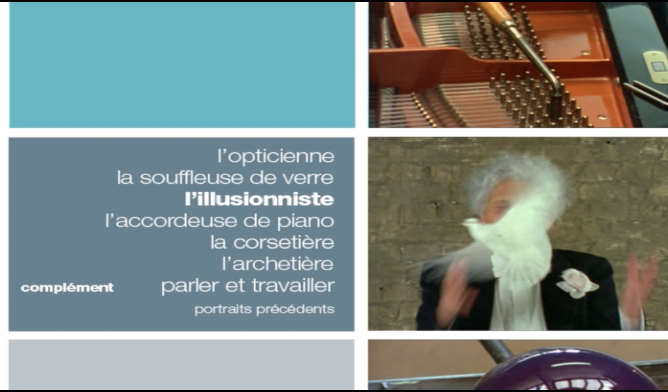 l'opticienne
la souffleuse de verre
l'illusionniste
l'accordeuse de piano
la corsetière
l'archetière
complément parler et travailler
portraits précédents